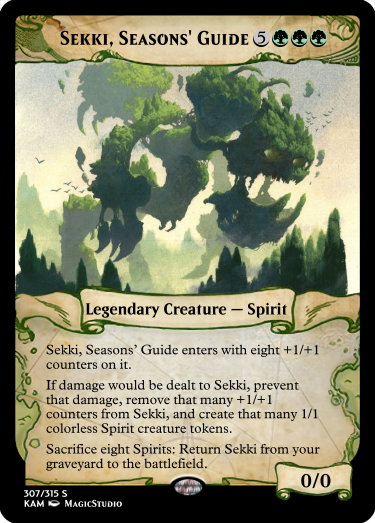 Sekki, Seasons' Guide 5
Legendary Creature — Spirit
Sekki, Seasons’ Guide enters with eight +1/+1
counters on it.
If damage would be dealt to Sekki, prevent
that damage, remove that many +1/+1
counters from Sekki, and create that many 1/1
colorless Spirit creature tokens.
Sacrifice eight Spirits: Return Sekki from your
graveyard to the battlefield.
0/0
307/315 S
KAM MagicStudio